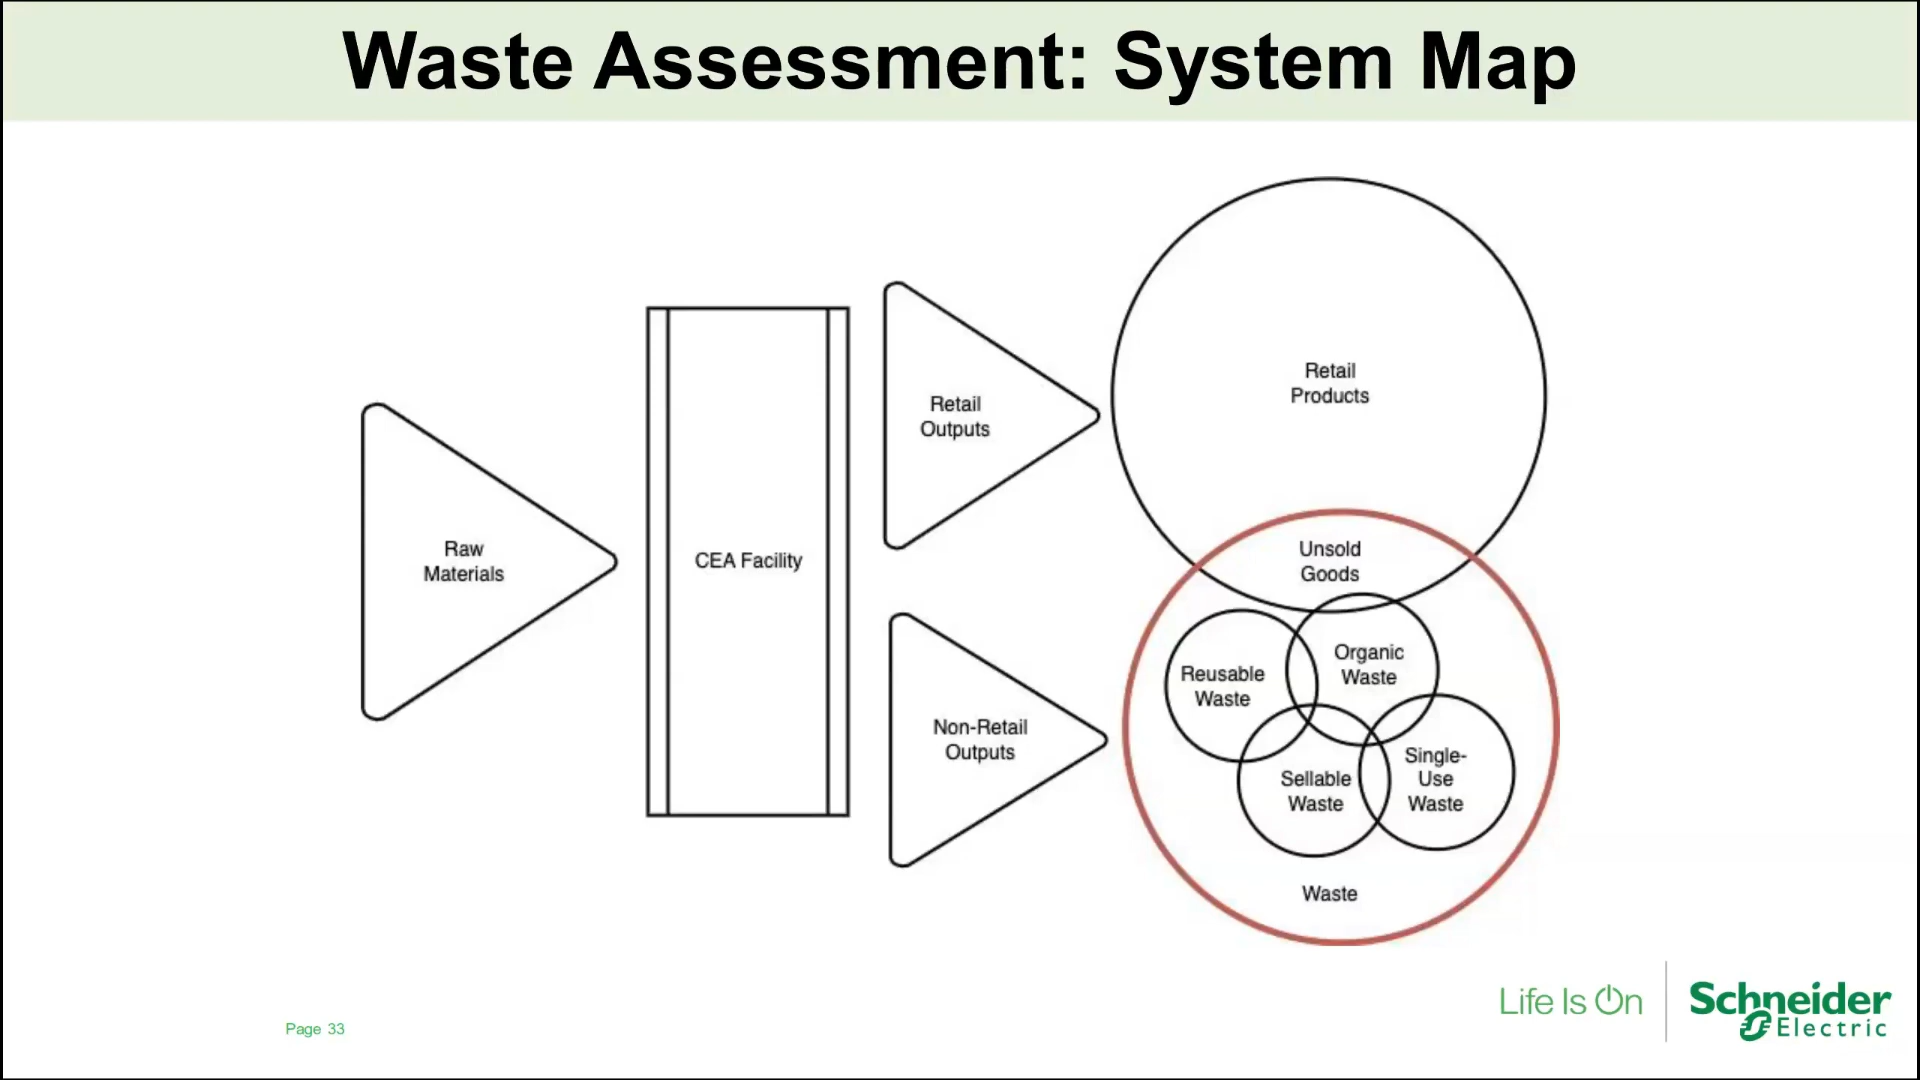 Waste Assessment: System Map
Raw
Materials
CEA Facility
Retail
Outputs
Non-Retail
Outputs
Retail
Products
Unsold
Goods
Reusable
Waste
Organic
Waste
Sellable
Waste
Single-
Use
Waste
Waste
Page 33
Life Is On
Schneider
Electric